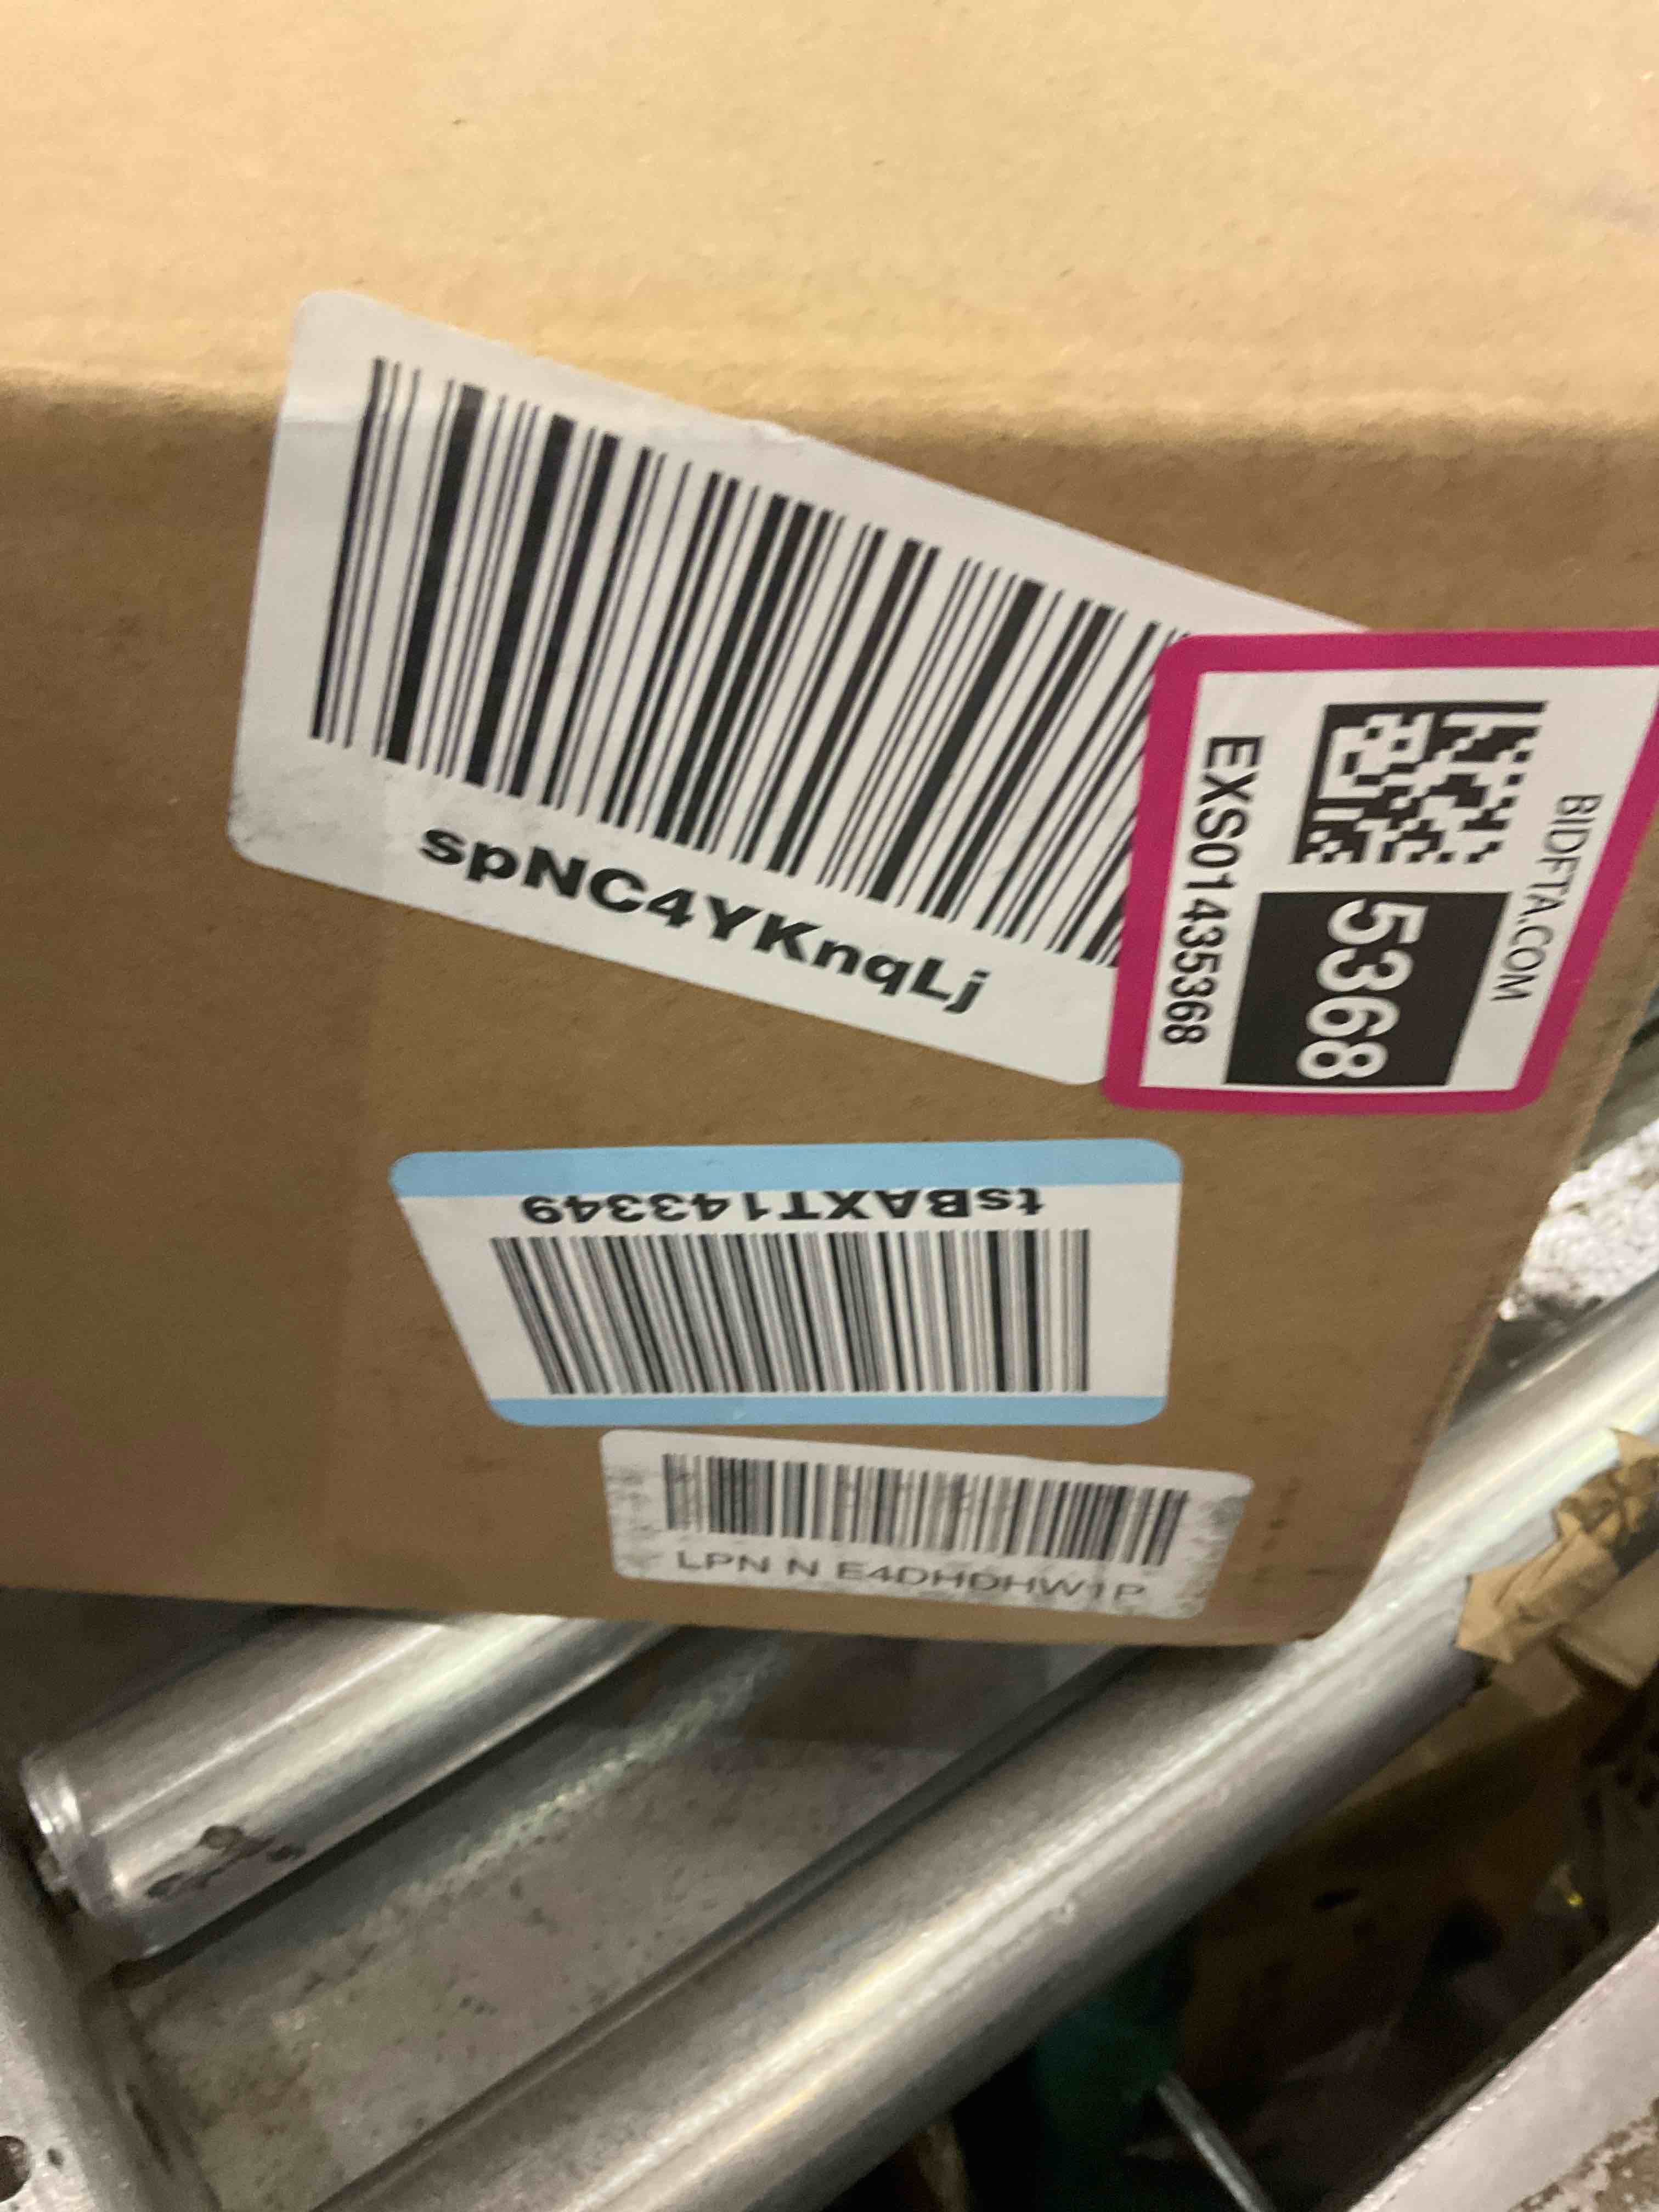 spNC4YKnqLj
BIDFTA.COM
5368
EXS01435368
tsBAXT143349
LPN N E4DHDHW1P